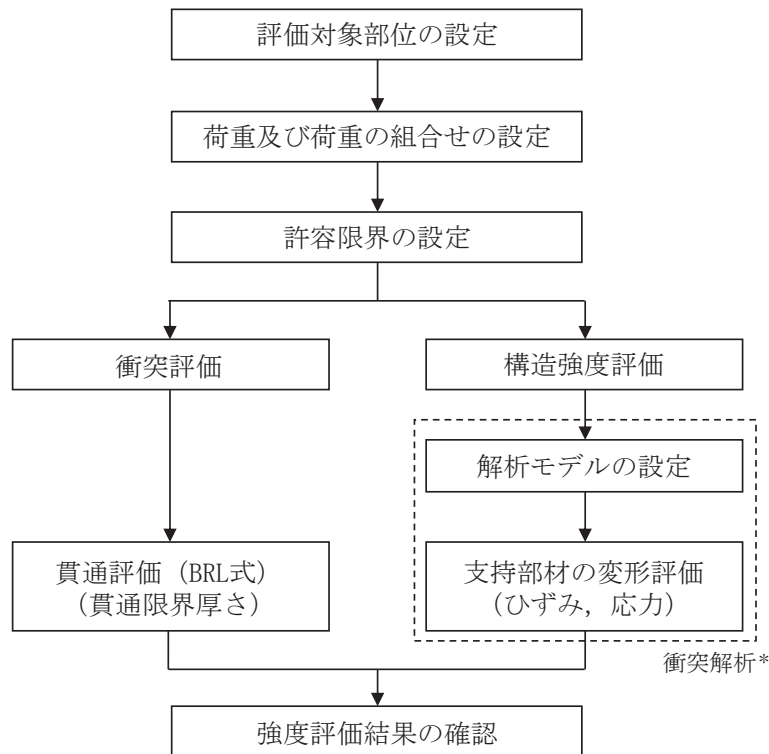 評価対象部位の設定
荷重及び荷重の組合せの設定
許容限界の設定
衝突評価
構造強度評価
解析モデルの設定
貫通評価（BRL式）
（貫通限界厚さ）
支持部材の変形評価
（ひずみ，応力）
衝突解析*
強度評価結果の確認